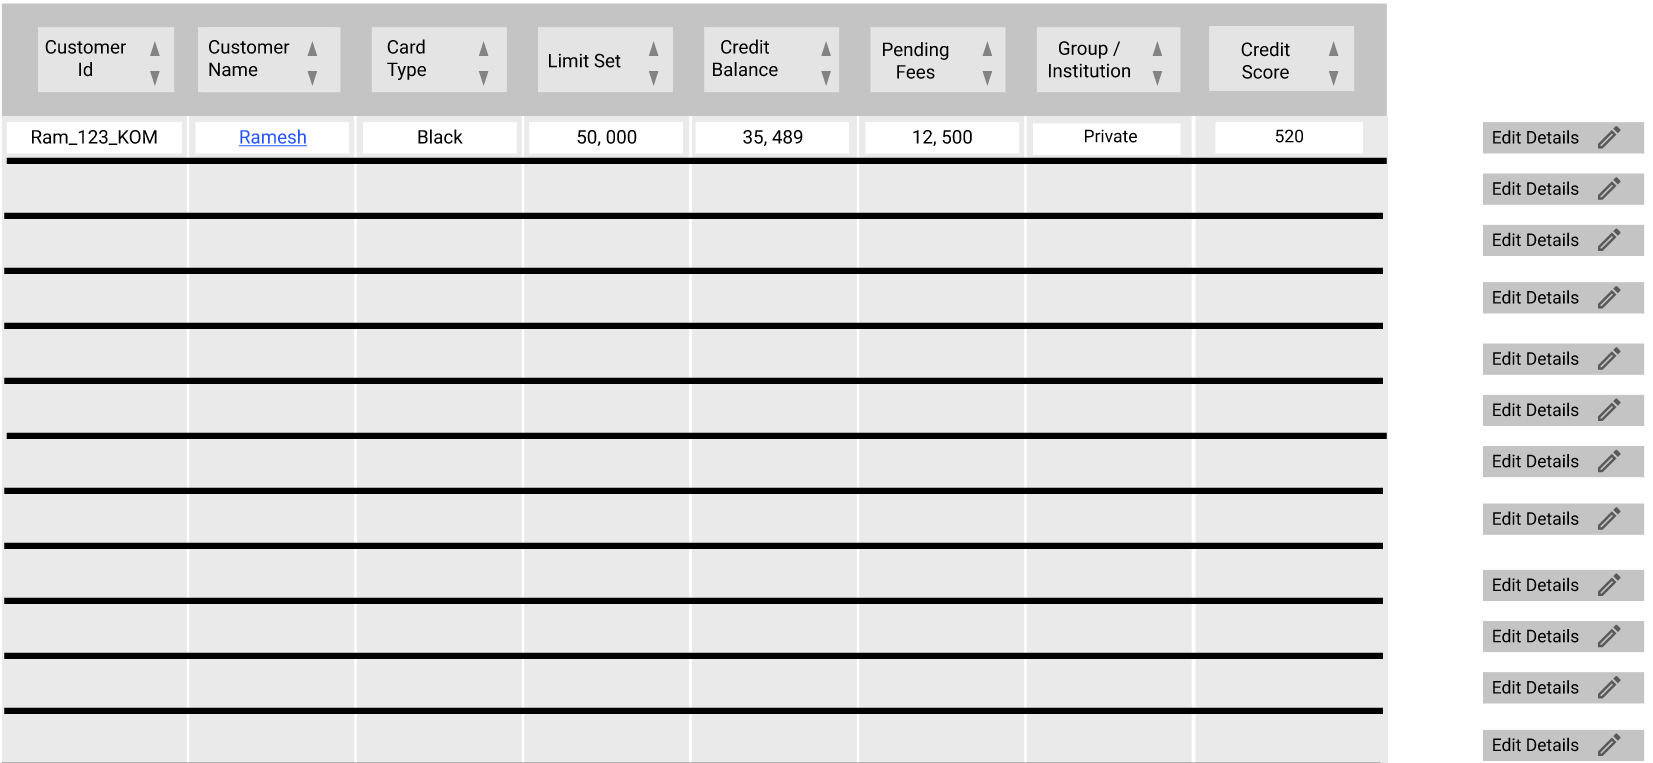 Customer Id
Customer Name
Card Type
Limit Set
Credit Balance
Pending Fees
Group / Institution
Credit Score
Ram_123_KOM Ramesh Black 50, 000 35, 489 12, 500 Private 520 Edit Details
Edit Details
Edit Details
Edit Details
Edit Details
Edit Details
Edit Details
Edit Details
Edit Details
Edit Details
Edit Details
Edit Details